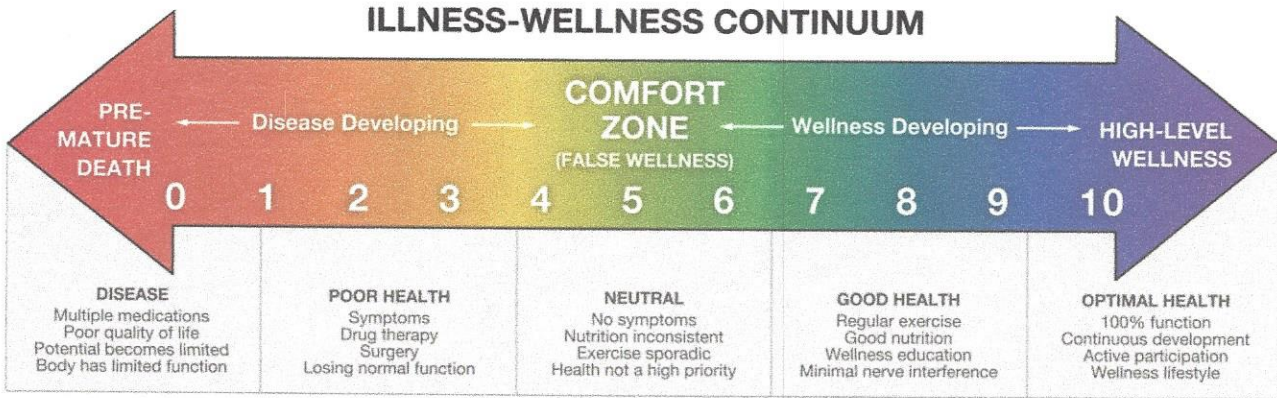 ILLNESS-WELLNESS CONTINUUM
PRE-
MATURE
DEATH
Disease Developing
COMFORT
ZONE
(FALSE WELLNESS)
Wellness Developing
HIGH-LEVEL
WELLNESS
0 1 2 3 4 5 6 7 8 9 10
DISEASE
Multiple medications
Poor quality of life
Potential becomes limited
Body has limited function
POOR HEALTH
Symptoms
Drug therapy
Surgery
Losing normal function
NEUTRAL
No symptoms
Nutrition inconsistent
Exercise sporadic
Health not a high priority
GOOD HEALTH
Regular exercise
Good nutrition
Wellness education
Minimal nerve interference
OPTIMAL HEALTH
100% function
Continuous development
Active participation
Wellness lifestyle